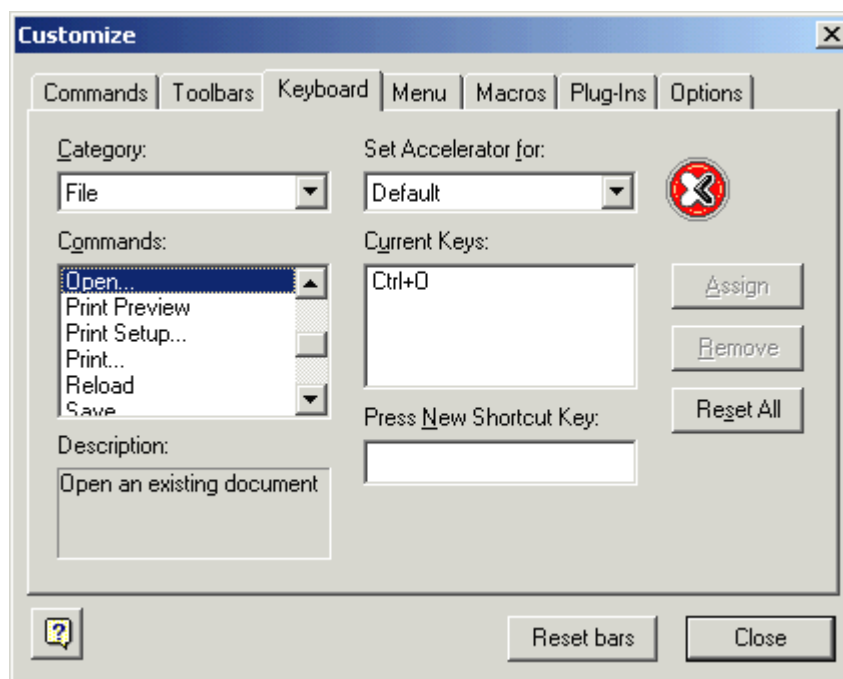 Customize
Commands Toolbars Keyboard Menu Macros Plug-Ins Options
Category:
Set Accelerator for:
File
Default
Commands:
Current Keys:
Open...
Print Preview
Print Setup...
Print...
Reload
Save
Ctrl+O
Assign
Remove
Reset All
Description:
Open an existing document
Press New Shortcut Key:
Reset bars
Close